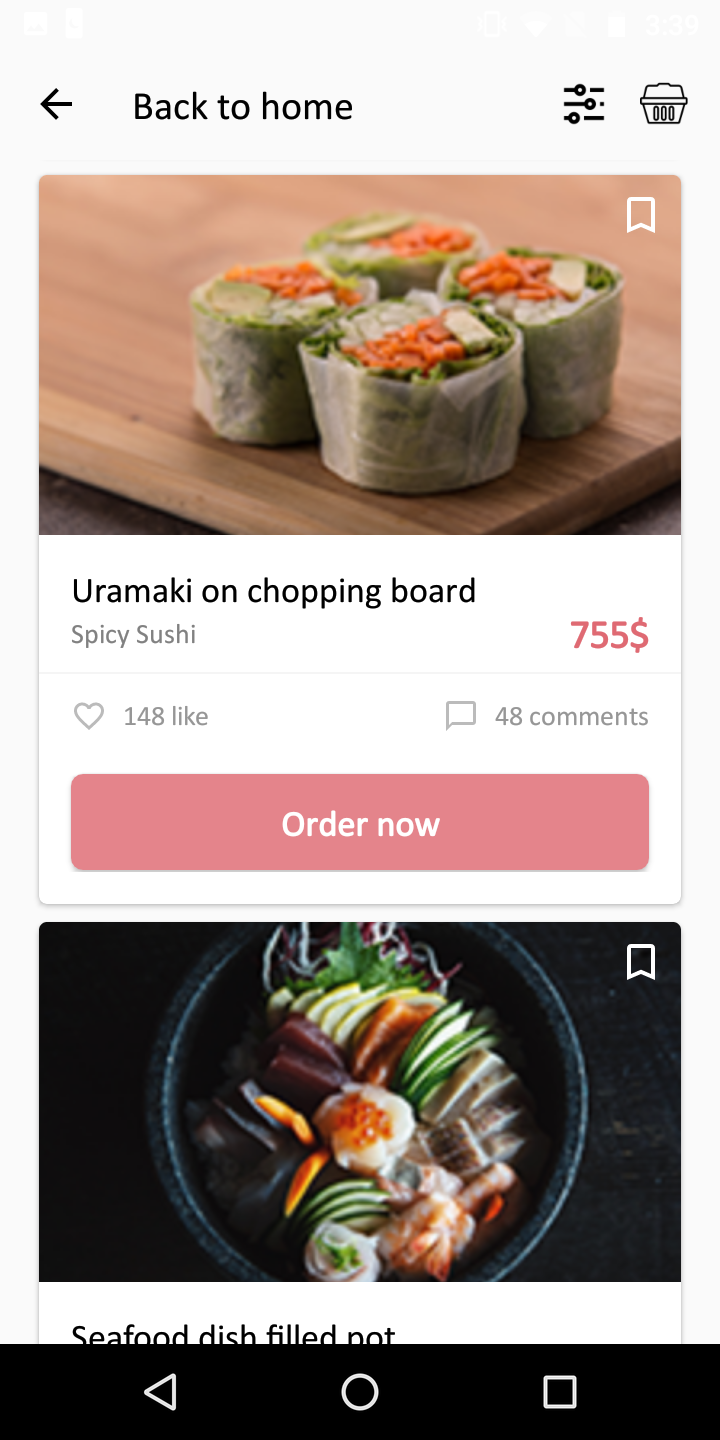 3:39
Back to home
Uramaki on chopping board
Spicy Sushi
755$
148 like
48 comments
Order now
Seafood dish filled pot